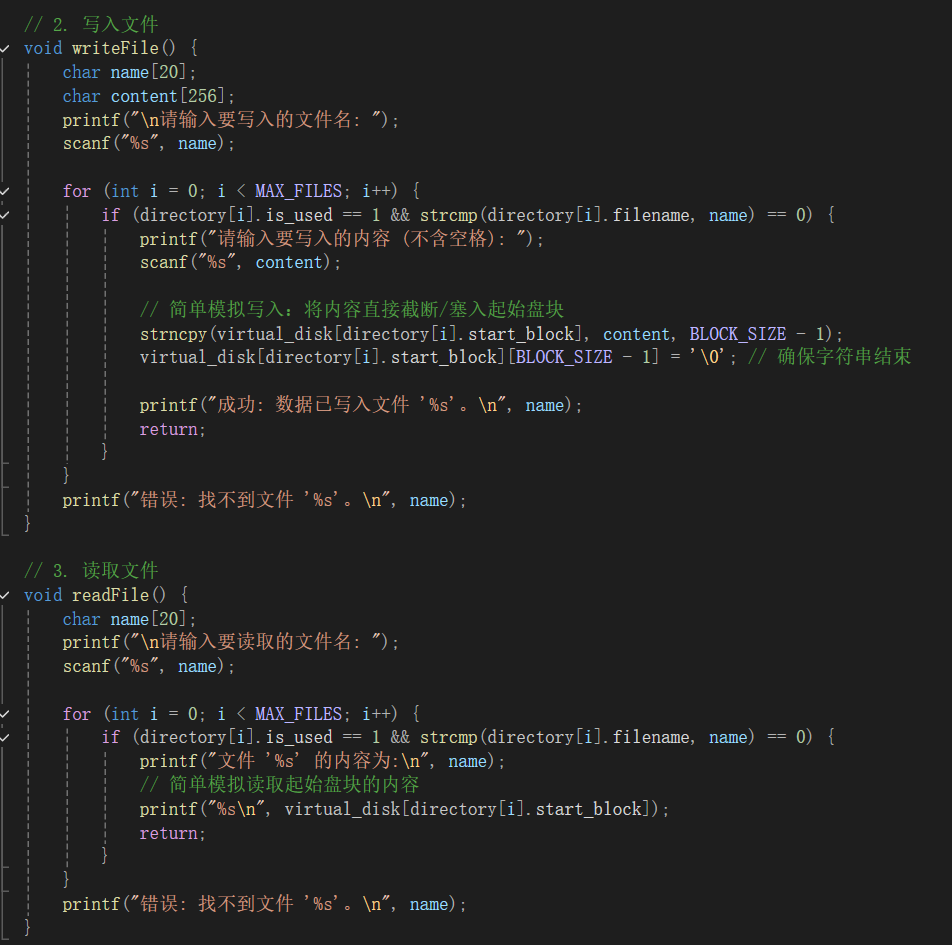 // 2. 写入文件
void writeFile() {
char name[20];
char content[256];
printf("\n请输入要写入的文件名: ");
scanf("%s", name);
for (int i = 0; i < MAX_FILES; i++) {
if (directory[i].is_used == 1 && strcmp(directory[i].filename, name) == 0) {
printf("请输入要写入的内容 (不含空格): ");
scanf("%s", content);
// 简单模拟写入：将内容直接截断/塞入起始盘块
strncpy(virtual_disk[directory[i].start_block], content, BLOCK_SIZE - 1);
virtual_disk[directory[i].start_block][BLOCK_SIZE - 1] = '\0'; // 确保字符串结束
printf("成功: 数据已写入文件 '%s'。\n", name);
return;
}
}
printf("错误: 找不到文件 '%s'。\n", name);
}
// 3. 读取文件
void readFile() {
char name[20];
printf("\n请输入要读取的文件名: ");
scanf("%s", name);
for (int i = 0; i < MAX_FILES; i++) {
if (directory[i].is_used == 1 && strcmp(directory[i].filename, name) == 0) {
printf("文件 '%s' 的内容为:\n", name);
// 简单模拟读取起始盘块的内容
printf("%s\n", virtual_disk[directory[i].start_block]);
return;
}
}
printf("错误: 找不到文件 '%s'。\n", name);
}